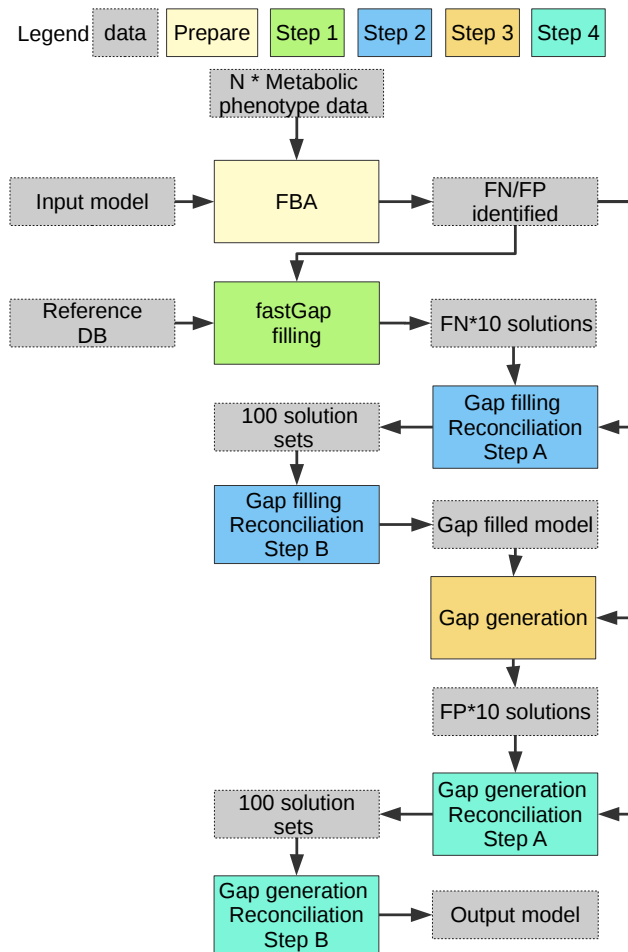 Legend data Prepare Step 1 Step 2 Step 3 Step 4
N * Metabolic
phenotype data
Input model
FBA
FN/FP
identified
Reference
DB
fastGap
filling
FN*10 solutions
Gap filling
Reconciliation
Step A
100 solution
sets
Gap filling
Reconciliation
Step B
Gap filled model
Gap generation
FP*10 solutions
Gap generation
Reconciliation
Step A
100 solution
sets
Gap generation
Reconciliation
Step B
Output model